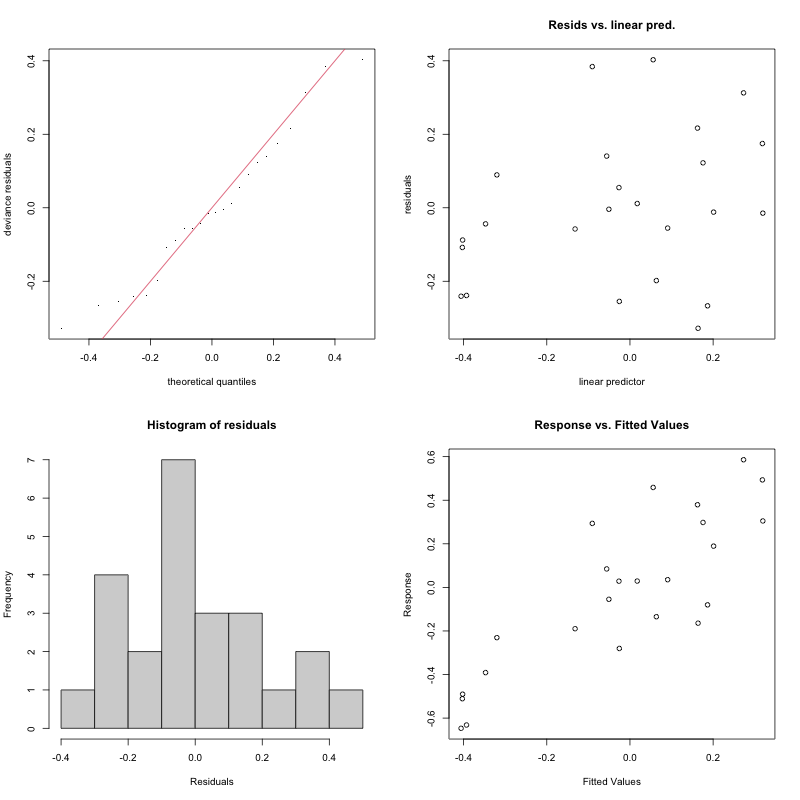 deviance residuals
0.4
0.2
0.0
-0.2
-0.4 -0.2 0.0 0.2 0.4
theoretical quantiles
Resids vs. linear pred.
residuals
0.4
0.2
0.0
-0.2
-0.4 -0.2 0.0 0.2
linear predictor
Histogram of residuals
Frequency
7
6
5
4
3
2
1
0
-0.4 -0.2 0.0 0.2 0.4
Residuals
Response vs. Fitted Values
Response
0.6
0.4
0.2
0.0
-0.2
-0.4
-0.6
-0.4 -0.2 0.0 0.2
Fitted Values